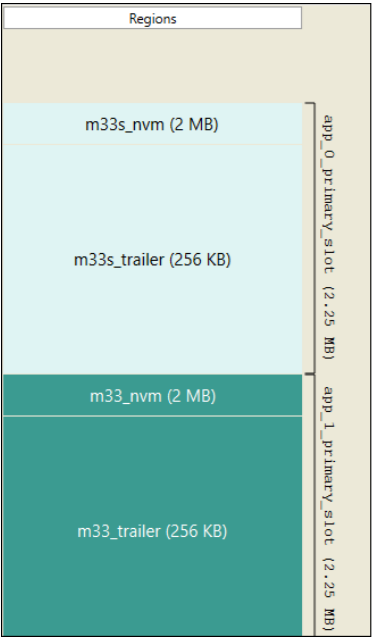 Regions
m33s_nvm (2 MB)
m33s_trailer (256 KB)
app_0_primary_slot (2.25 MB)
m33_nvm (2 MB)
m33_trailer (256 KB)
app_1_primary_slot (2.25 MB)